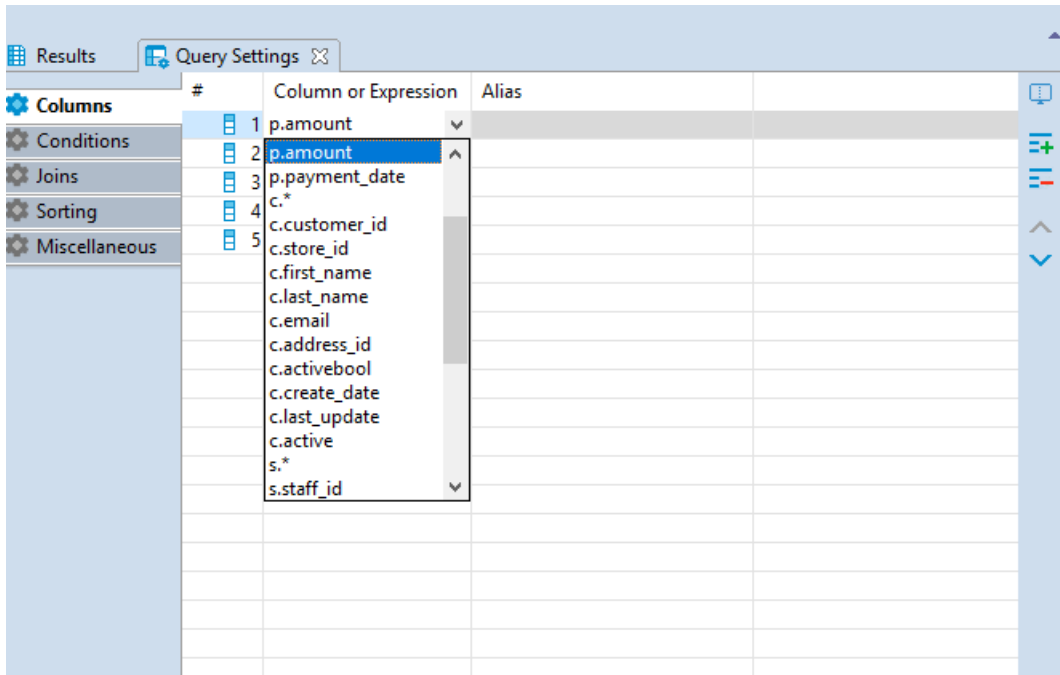 Results
Query Settings
Columns
Conditions
Joins
Sorting
Miscellaneous
# Column or Expression Alias
1 p.amount
2 p.amount
3 p.payment_date
4 c.*
c.customer_id
5 c.store_id
c.first_name
c.last_name
c.email
c.address_id
c.activebool
c.create_date
c.last_update
c.active
s.*
s.staff_id